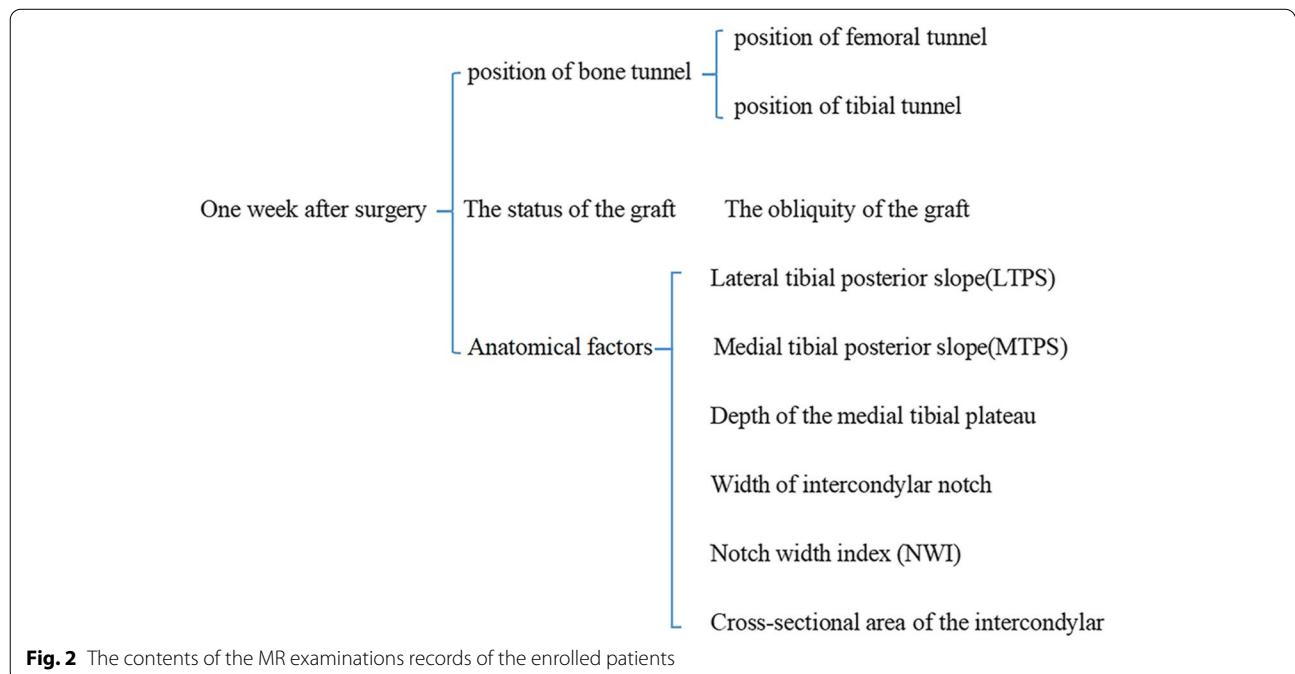 position of femoral tunnel
position of bone tunnel
position of tibial tunnel
One week after surgery
The status of the graft
The obliquity of the graft
Lateral tibial posterior slope(LTPS)
Anatomical factors
Medial tibial posterior slope(MTPS)
Depth of the medial tibial plateau
Width of intercondylar notch
Notch width index (NWI)
Cross-sectional area of the intercondylar
Fig. 2 The contents of the MR examinations records of the enrolled patients